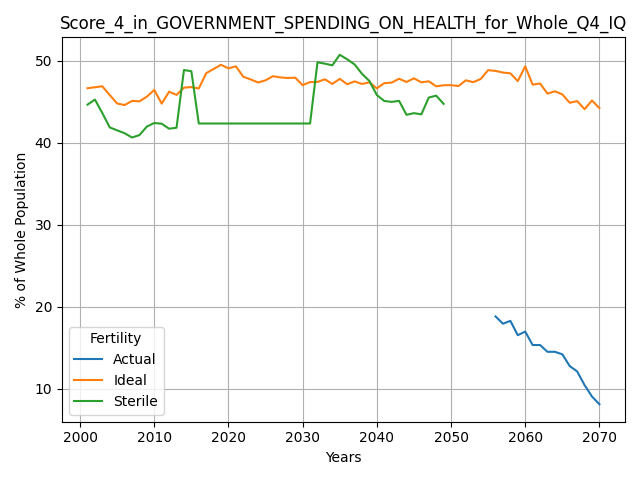 Score_4_in_GOVERNMENT_SPENDING_ON_HEALTH_for_Whole_Q4_IQ
% of Whole Population
50
40
30
20
10
Fertility
Actual
Ideal
Sterile
2000 2010 2020 2030 2040 2050 2060 2070
Years